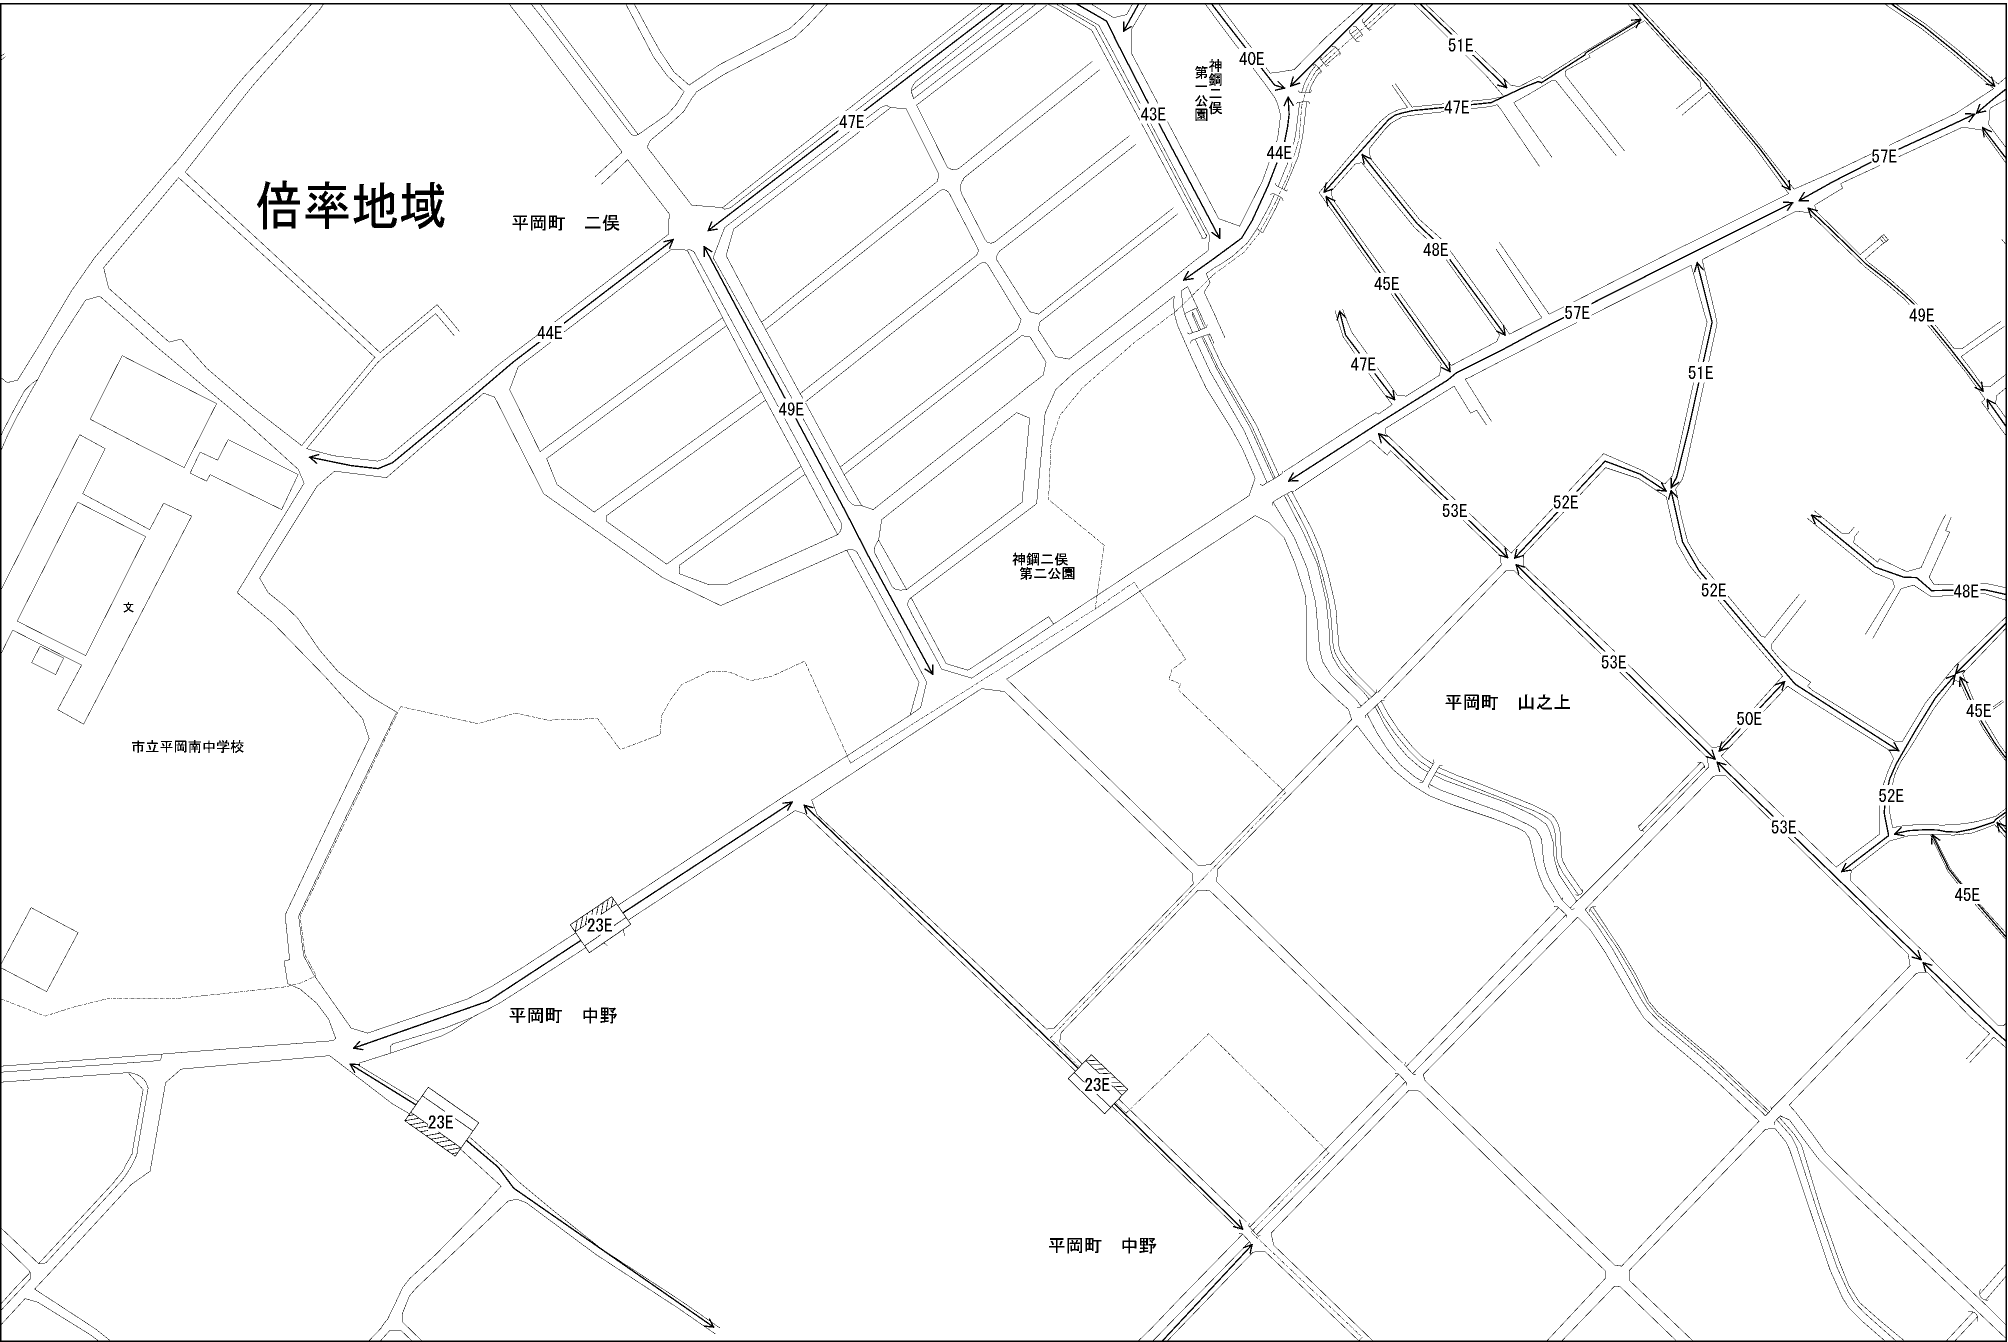 51E
40E
神鋼二俣
第一公園
43E
47E
47E
44E
57E
倍率地域
平岡町　二俣
48E
45E
57E
49E
44E
47E
51E
49E
52E
53E
神鋼二俣
第二公園
52E
48E
文
53E
平岡町　山之上
45E
50E
市立平岡南中学校
52E
53E
45E
23E
平岡町　中野
23E
23E
平岡町　中野